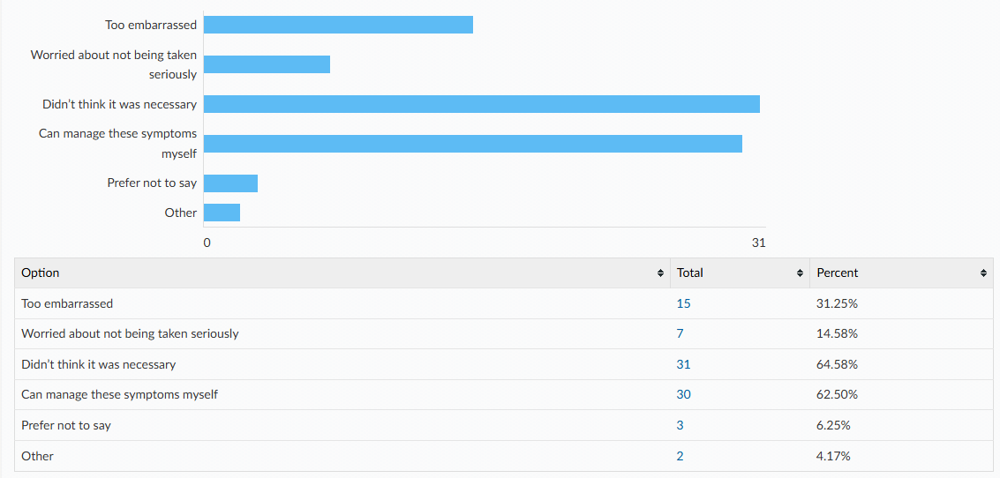 Too embarrassed
Worried about not being taken
seriously
Didn’t think it was necessary
Can manage these symptoms
myself
Prefer not to say
Other
0 31
Option Total Percent
Too embarrassed 15 31.25%
Worried about not being taken seriously 7 14.58%
Didn’t think it was necessary 31 64.58%
Can manage these symptoms myself 30 62.50%
Prefer not to say 3 6.25%
Other 2 4.17%